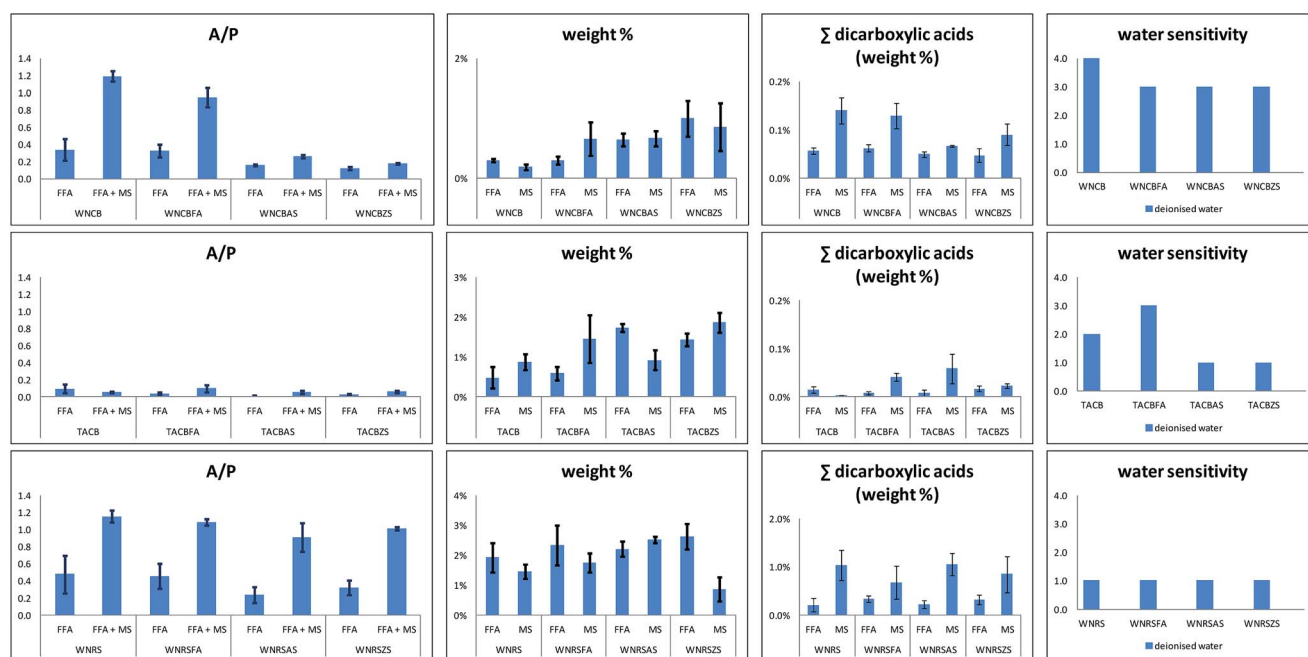 A/P
1.4
1.2
1.0
0.8
0.6
0.4
0.2
0.0
FFA FFA + MS FFA FFA + MS FFA FFA + MS FFA FFA + MS
WNCB WNCBFA WNCBAS WNCBZS
weight %
2%
0%
FFA MS FFA MS FFA MS FFA MS
WNCB WNCBFA WNCBAS WNCBZS
∑ dicarboxylic acids
(weight %)
0.2%
0.1%
0.0%
FFA MS FFA MS FFA MS FFA MS
WNCB WNCBFA WNCBAS WNCBZS
water sensitivity
4.0
3.0
2.0
1.0
0.0
WNCB WNCBFA WNCBAS WNCBZS
deionised water
A/P
1.4
1.2
1.0
0.8
0.6
0.4
0.2
0.0
FFA FFA + MS FFA FFA + MS FFA FFA + MS FFA FFA + MS
TACB TACBFA TACBAS TACBZS
weight %
3%
2%
1%
0%
FFA MS FFA MS FFA MS FFA MS
TACB TACBFA TACBAS TACBZS
∑ dicarboxylic acids
(weight %)
0.2%
0.1%
0.0%
FFA MS FFA MS FFA MS FFA MS
TACB TACBFA TACBAS TACBZS
water sensitivity
4.0
3.0
2.0
1.0
0.0
TACB TACBFA TACBAS TACBZS
deionised water
A/P
1.4
1.2
1.0
0.8
0.6
0.4
0.2
0.0
FFA FFA + MS FFA FFA + MS FFA FFA + MS FFA FFA + MS
WNRS WNRSFA WNRSAS WNRSZS
weight %
4%
3%
2%
1%
0%
FFA MS FFA MS FFA MS FFA MS
WNRS WNRSFA WNRSAS WNRSZS
∑ dicarboxylic acids
(weight %)
2.0%
1.0%
0.0%
FFA MS FFA MS FFA MS FFA MS
WNRS WNRSFA WNRSAS WNRSZS
water sensitivity
4.0
3.0
2.0
1.0
0.0
WNRS WNRSFA WNRSAS WNRSZS
deionised water